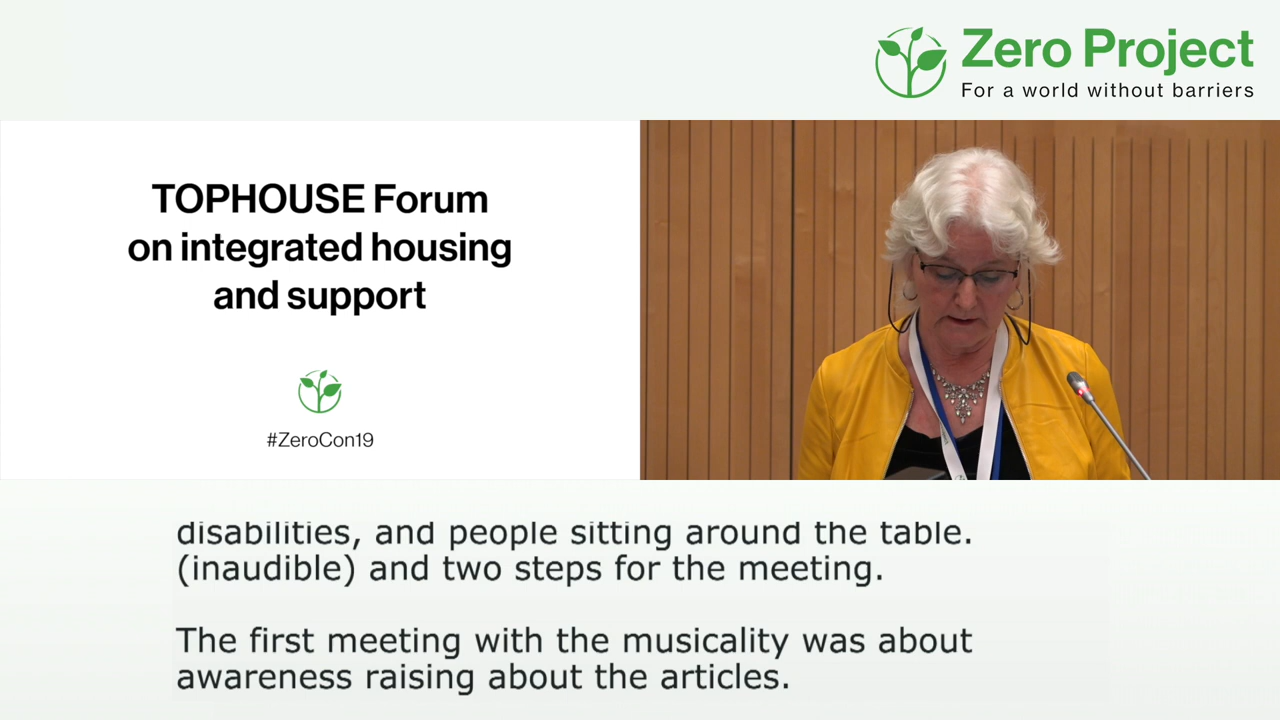 Zero Project
For a world without barriers
TOPHOUSE Forum
on integrated housing
and support
#ZeroCon19
disabilities, and people sitting around the table.
(inaudible) and two steps for the meeting.
The first meeting with the musicality was about
awareness raising about the articles.